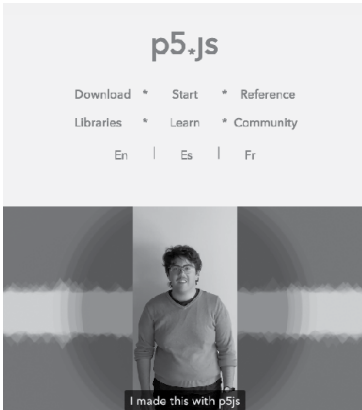 p5.js
Download * Start * Reference
Libraries * Learn * Community
En | Es | Fr
I made this with p5js